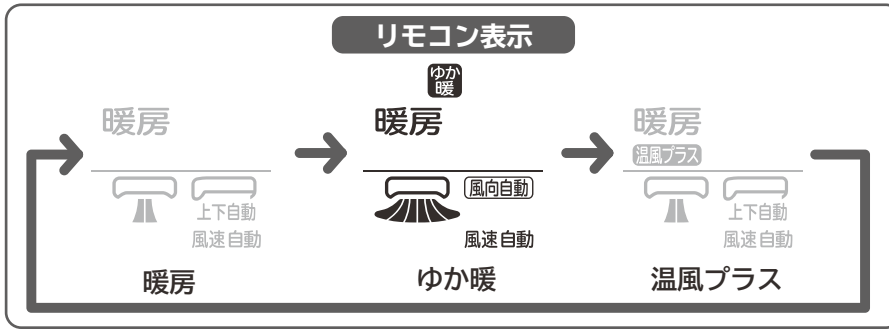 リモコン表示
ゆか
暖
暖房
暖房
暖房
温風プラス
上下自動
風速自動
風向自動
風速自動
上下自動
風速自動
暖房
ゆか暖
温風プラス